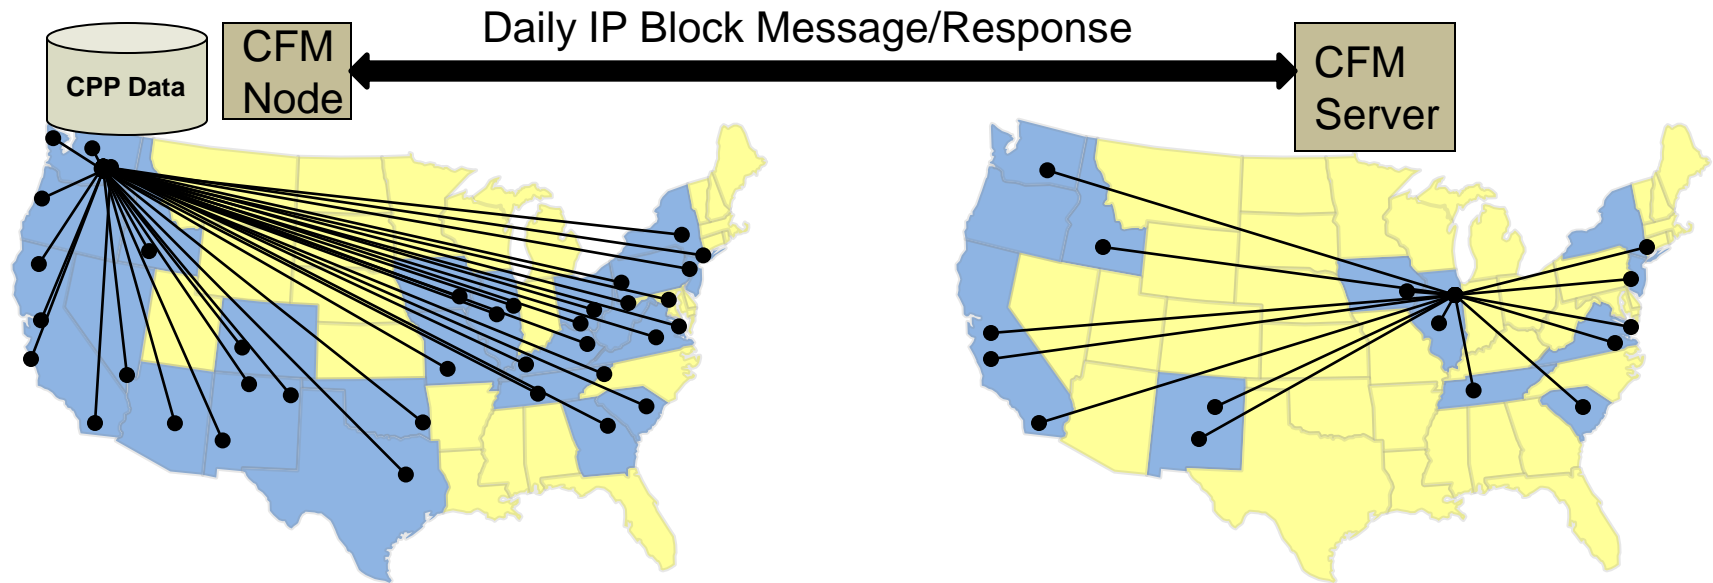 Daily IP Block Message/Response
CPP Data
CFM
Node
CFM
Server